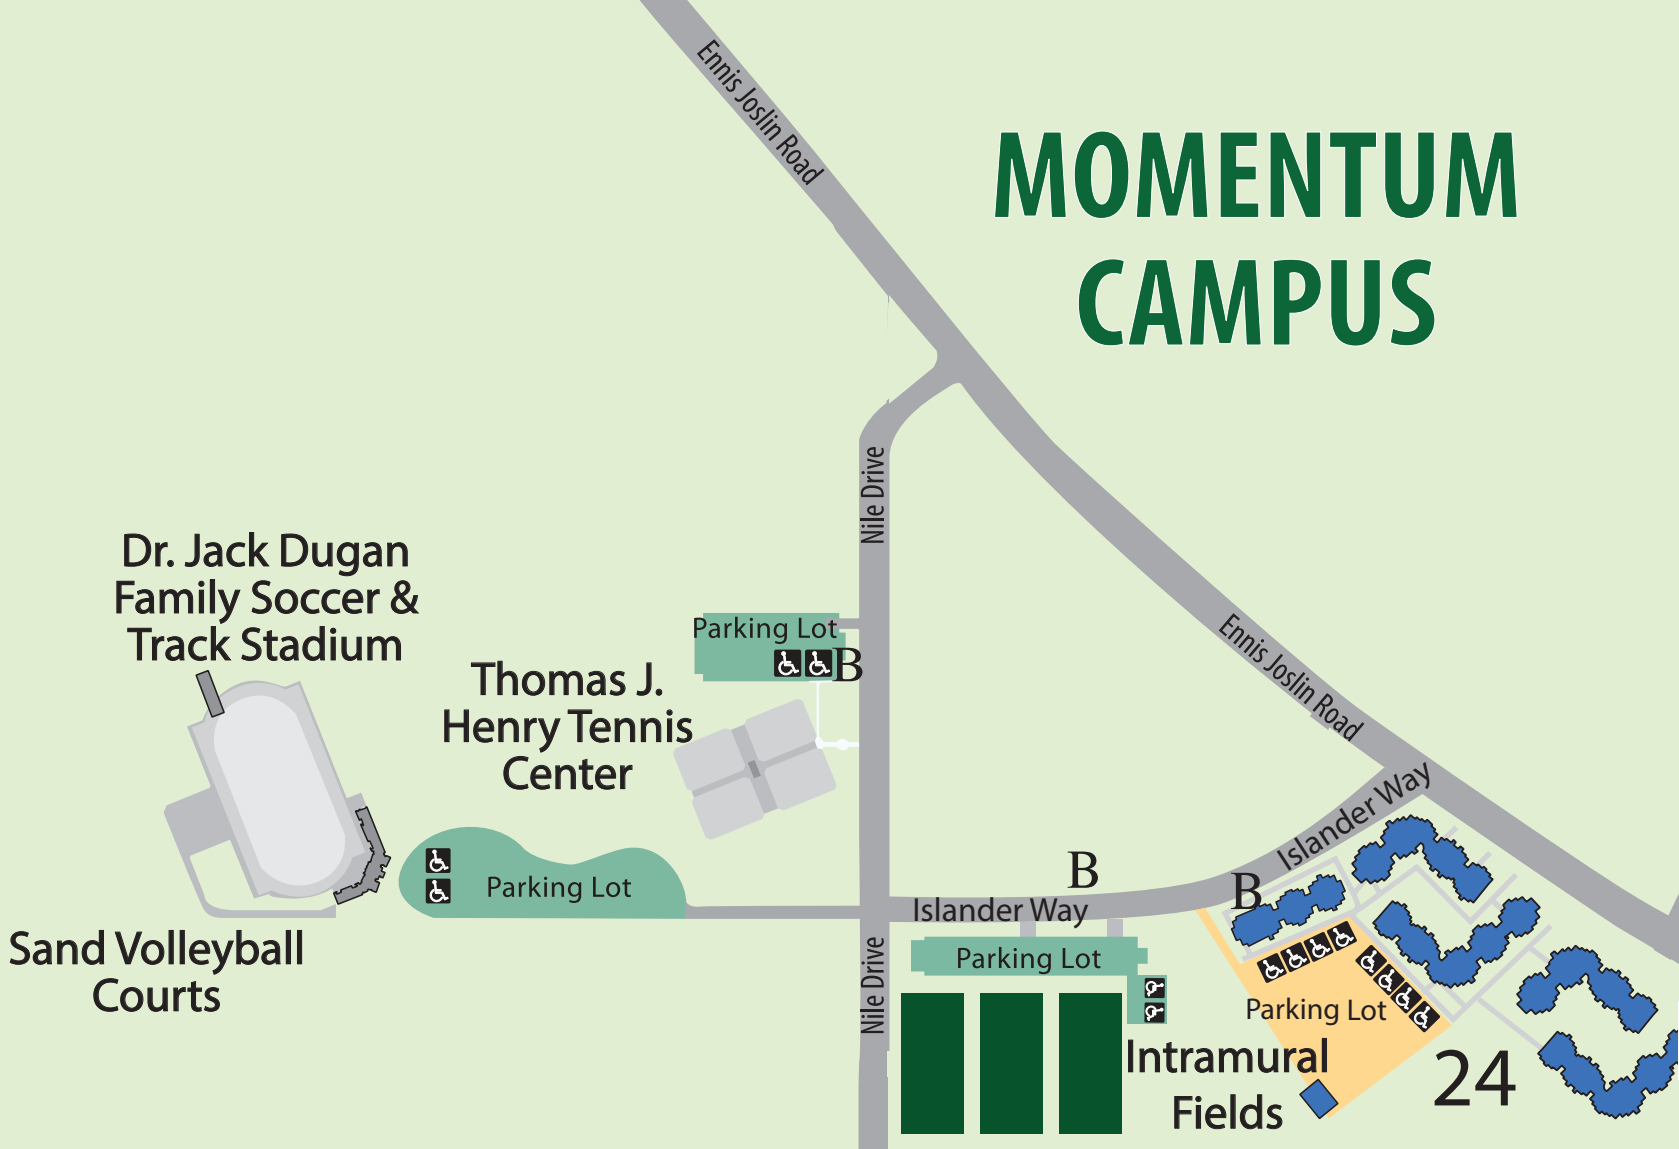 Ennis Joslin Road
MOMENTUM
CAMPUS
Nile Drive
Dr. Jack Dugan
Family Soccer &
Track Stadium
Parking Lot
B
Thomas J.
Henry Tennis
Center
Ennis Joslin Road
Islander Way
B
B
Parking Lot
Islander Way
Sand Volleyball
Courts
Nile Drive
Parking Lot
Parking Lot
Intramural
Fields
24